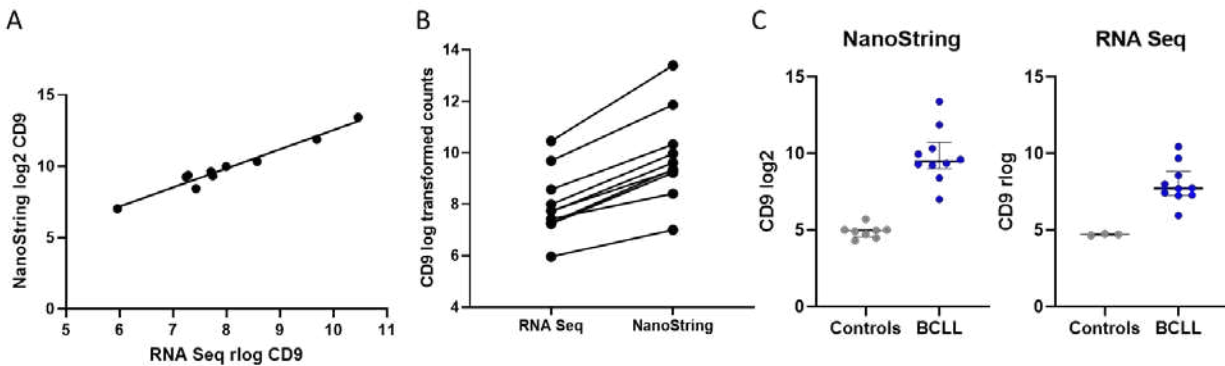 A
NanoString log2 CD9
15
10
5
0
5 6 7 8 9 10 11
RNA Seq rlog CD9
B
CD9 log transformed counts
14
12
10
8
6
4
RNA Seq NanoString
C
NanoString
CD9 log2
15
10
5
0
Controls BCLL
RNA Seq
CD9 rlog
15
10
5
0
Controls BCLL